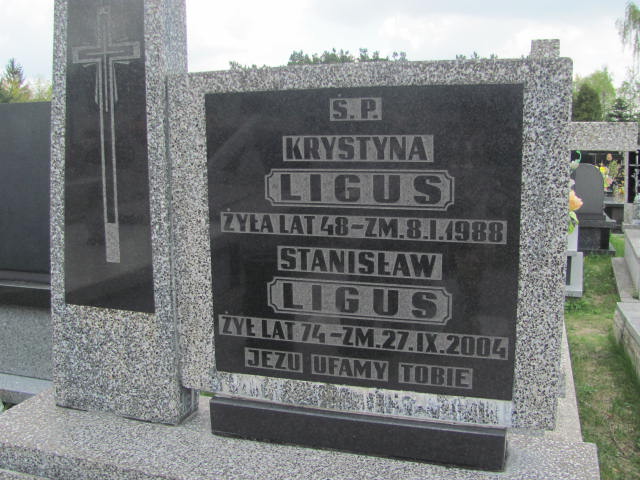 Ś.P.
KRYSTYNA
LIGUS
ŻYŁA LAT 48-ZM.8.I.1988
STANISŁAW
LIGUS
ŻYŁ LAT 74-ZM.27.IX.2004
JEZU UFAMY TOBIE